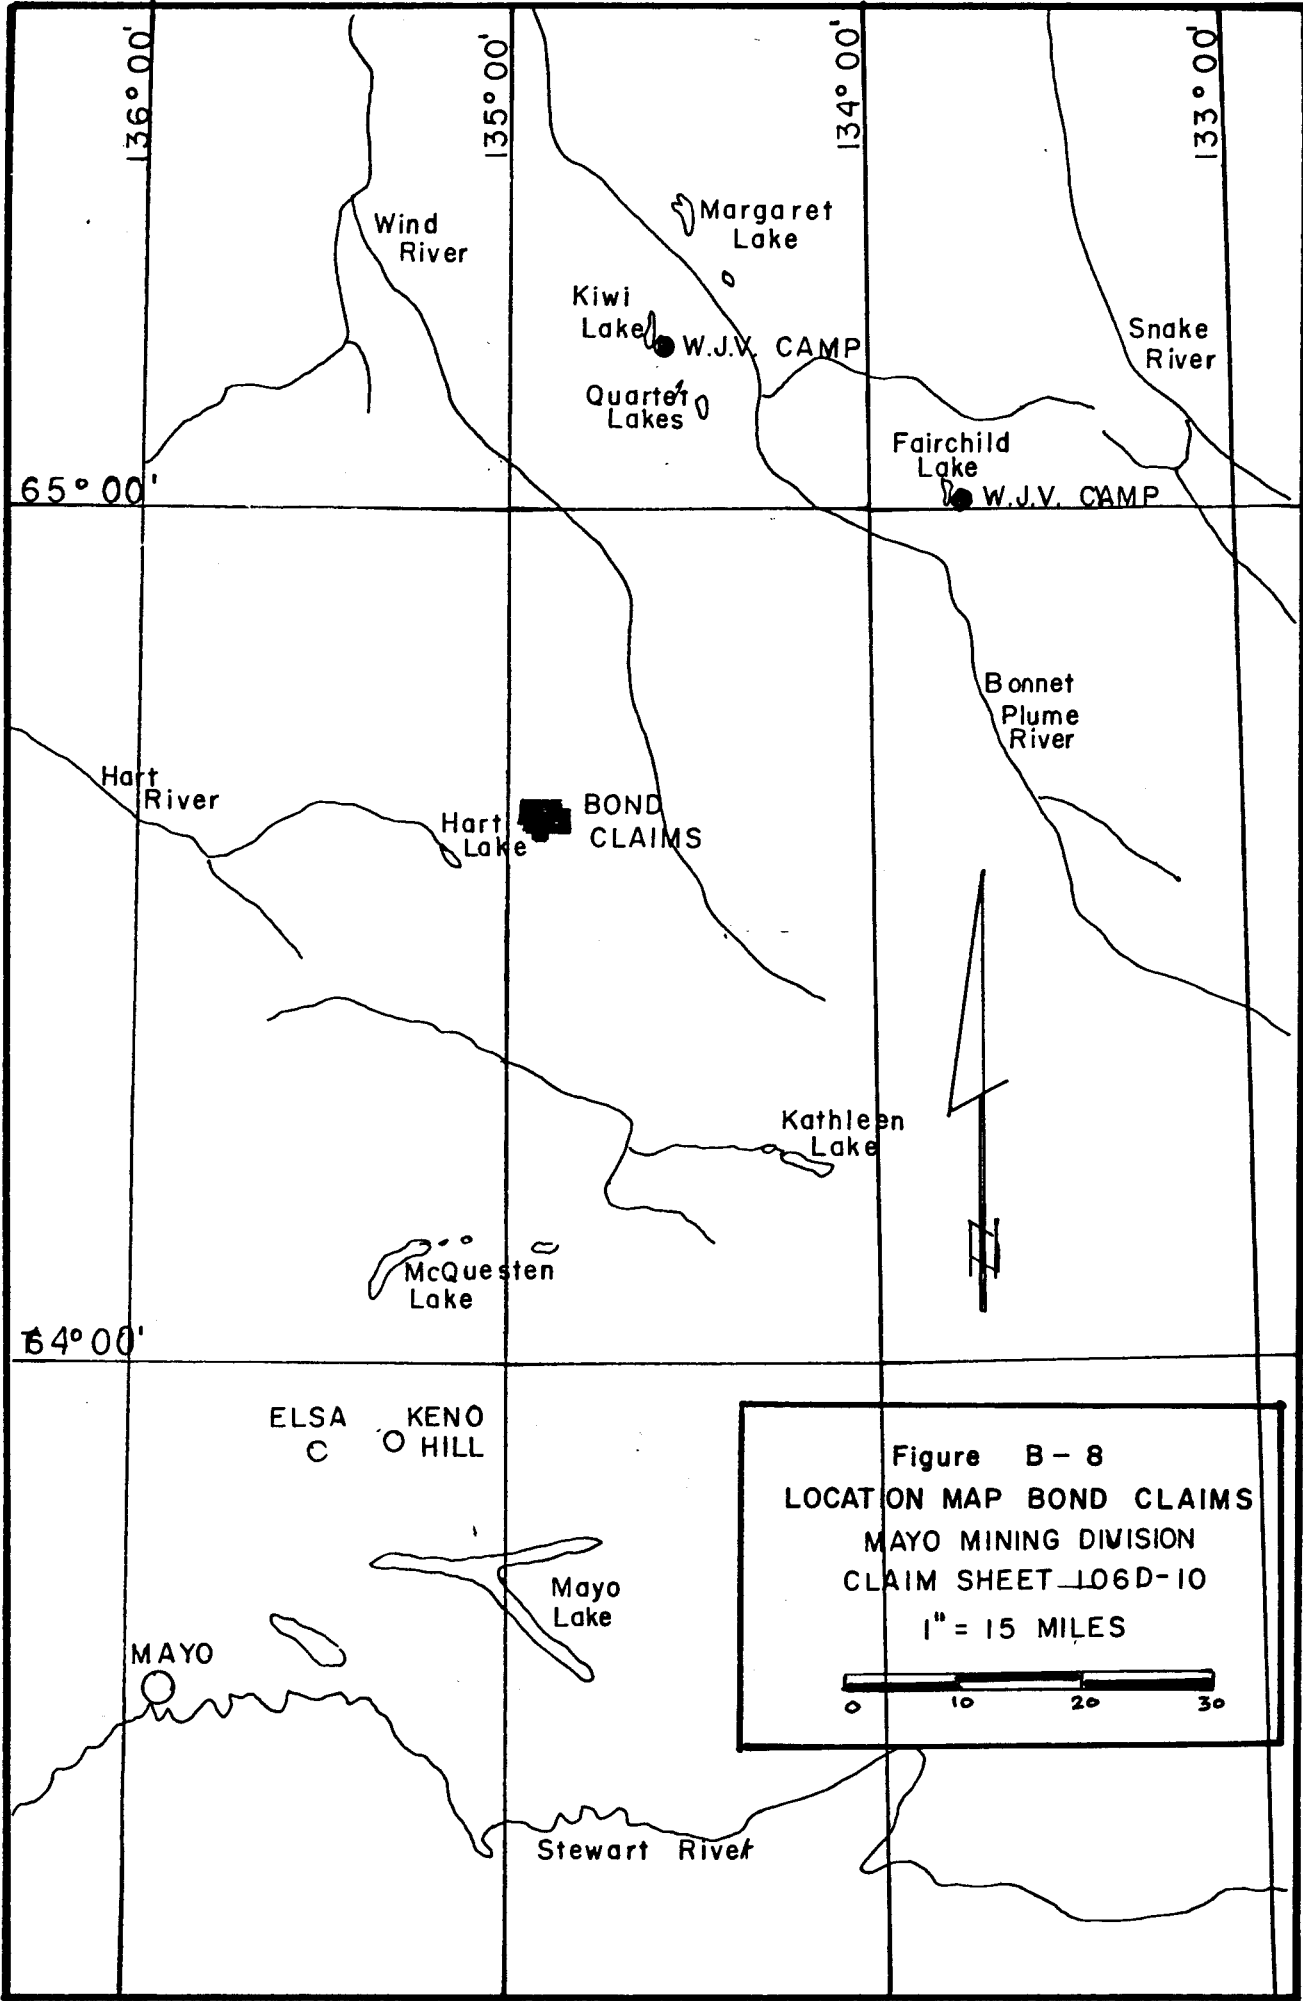 136° 00'
135° 00'
134° 00'
133° 00'
Wind
River
Margaret
Lake
Kiwi
Lake
W.J.V. CAMP
Snake
River
Quartet
Lakes
Fairchild
Lake
W.J.V. CAMP
65° 00'
Bonnet
Plume
River
Hart
River
Hart
Lake
BOND
CLAIMS
Kathleen
Lake
McQuesten
Lake
64° 00'
ELSA
KENO
HILL
Mayo
Lake
MAYO
Stewart River
N
Figure B-8
LOCATION MAP BOND CLAIMS
MAYO MINING DIVISION
CLAIM SHEET 106D-10
1" = 15 MILES
0 10 20 30